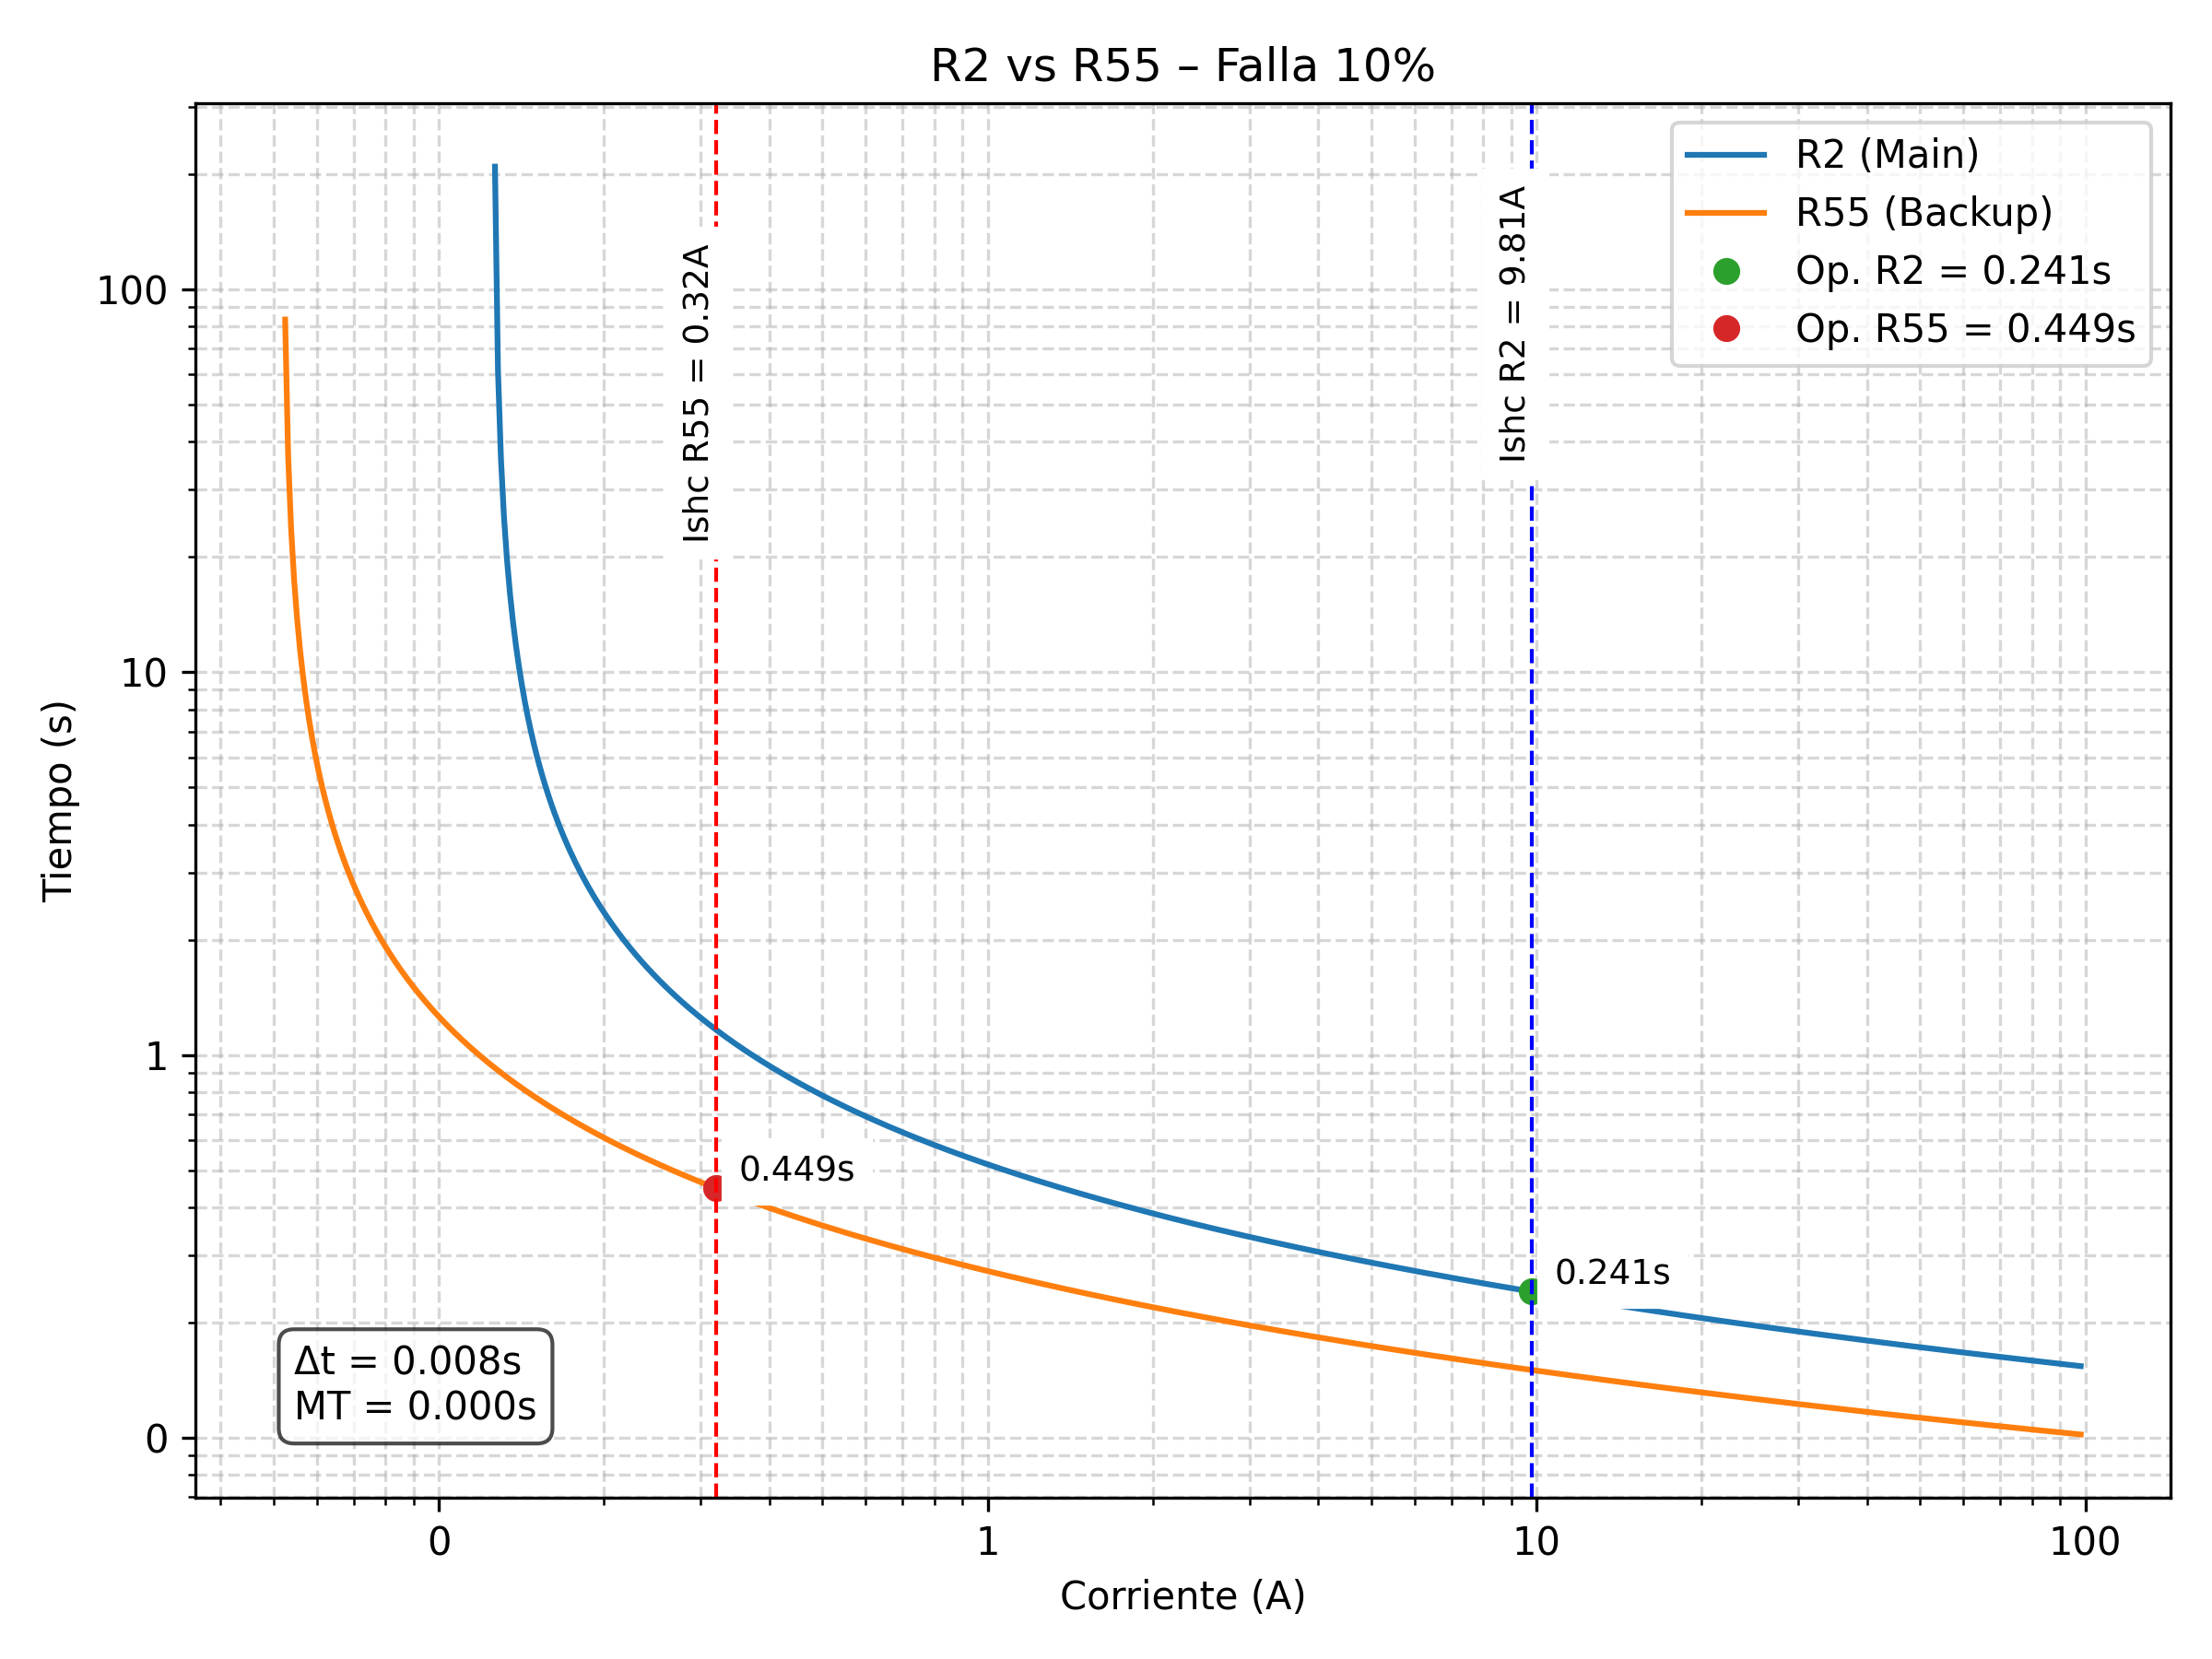 R2 vs R55 – Falla 10%
R2 (Main)
R55 (Backup)
Op. R2 = 0.241s
Op. R55 = 0.449s
Ishc R55 = 0.32A
Ishc R2 = 9.81A
100
10
1
0
Tiempo (s)
0.449s
0.241s
Δt = 0.008s
MT = 0.000s
0
1
10
100
Corriente (A)